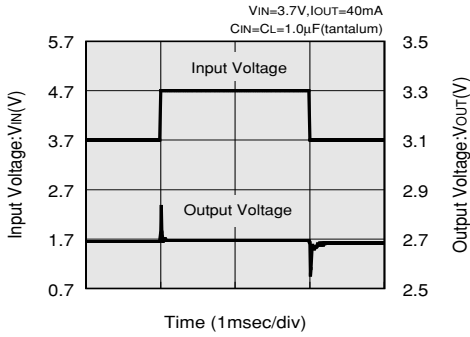 VIN=3.7V,IOUT=40mA
CIN=CL=1.0μF(tantalum)
5.7 3.5
Input Voltage
4.7 3.3
3.7 3.1
Input Voltage:VIN(V)
Output Voltage:VOUT(V)
2.7 2.9
Output Voltage
1.7 2.7
0.7 2.5
Time (1msec/div)